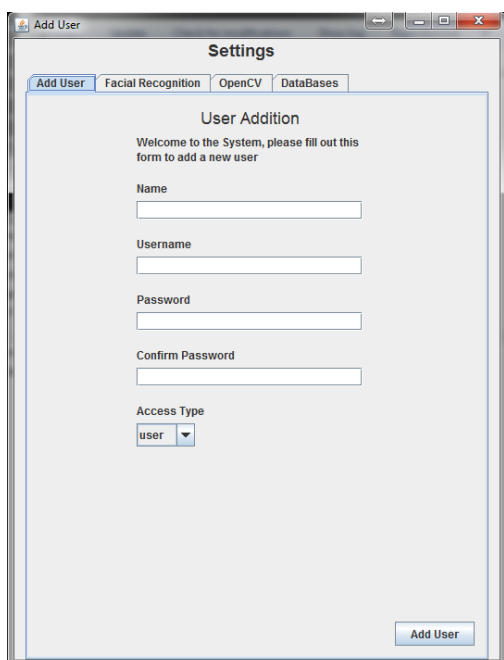 Add User
Settings
Add User Facial Recognition OpenCV DataBases
User Addition
Welcome to the System, please fill out this
form to add a new user
Name
Username
Password
Confirm Password
Access Type
user
Add User